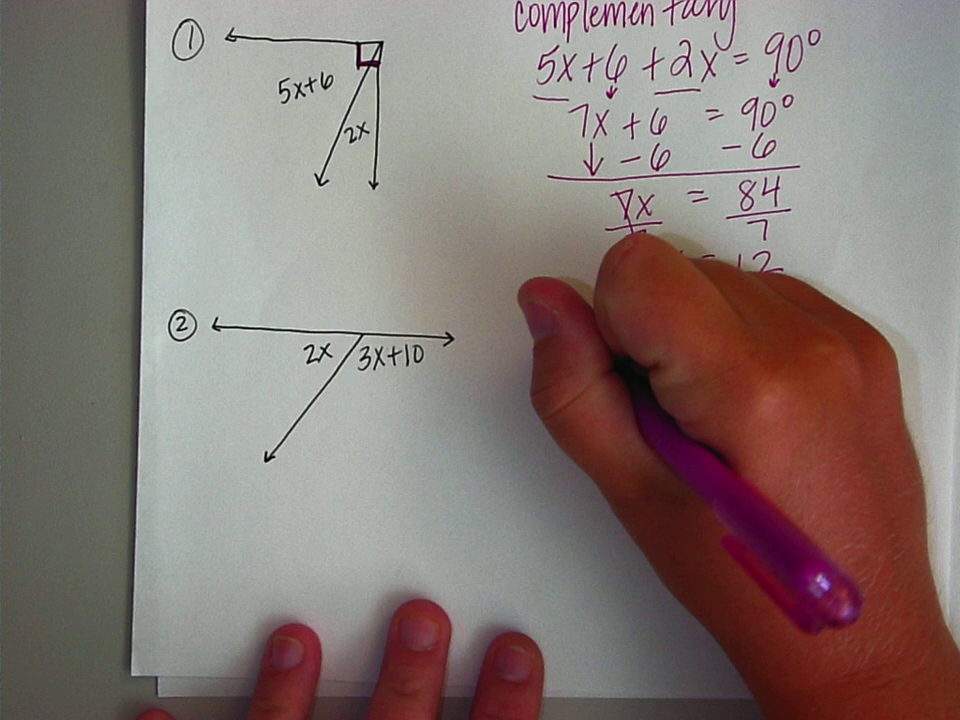 complementary
①
5x+6
2x
5x+6 +2x = 90°
7x +6 = 90°
-6 -6
7x = 84
7
= 12
②
2x 3x+10